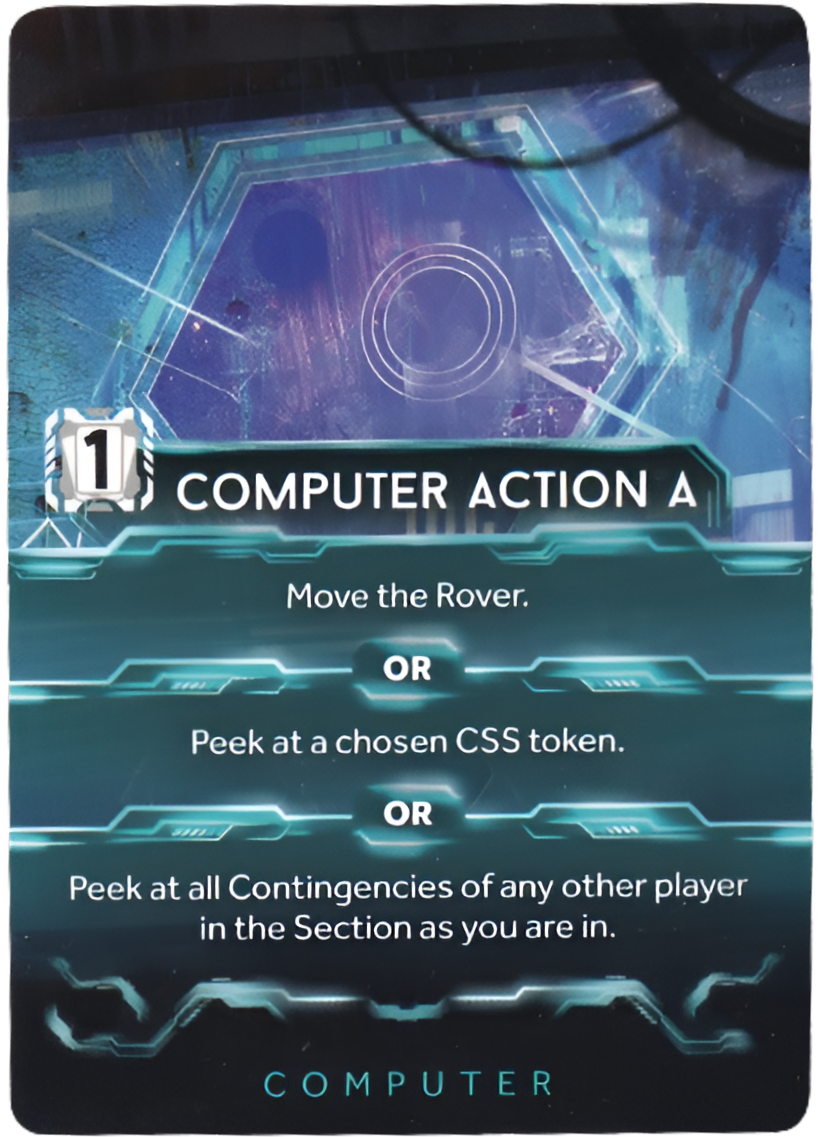 1
COMPUTER ACTION A
Move the Rover.
OR
Peek at a chosen CSS token.
OR
Peek at all Contingencies of any other player
in the Section as you are in.
COMPUTER